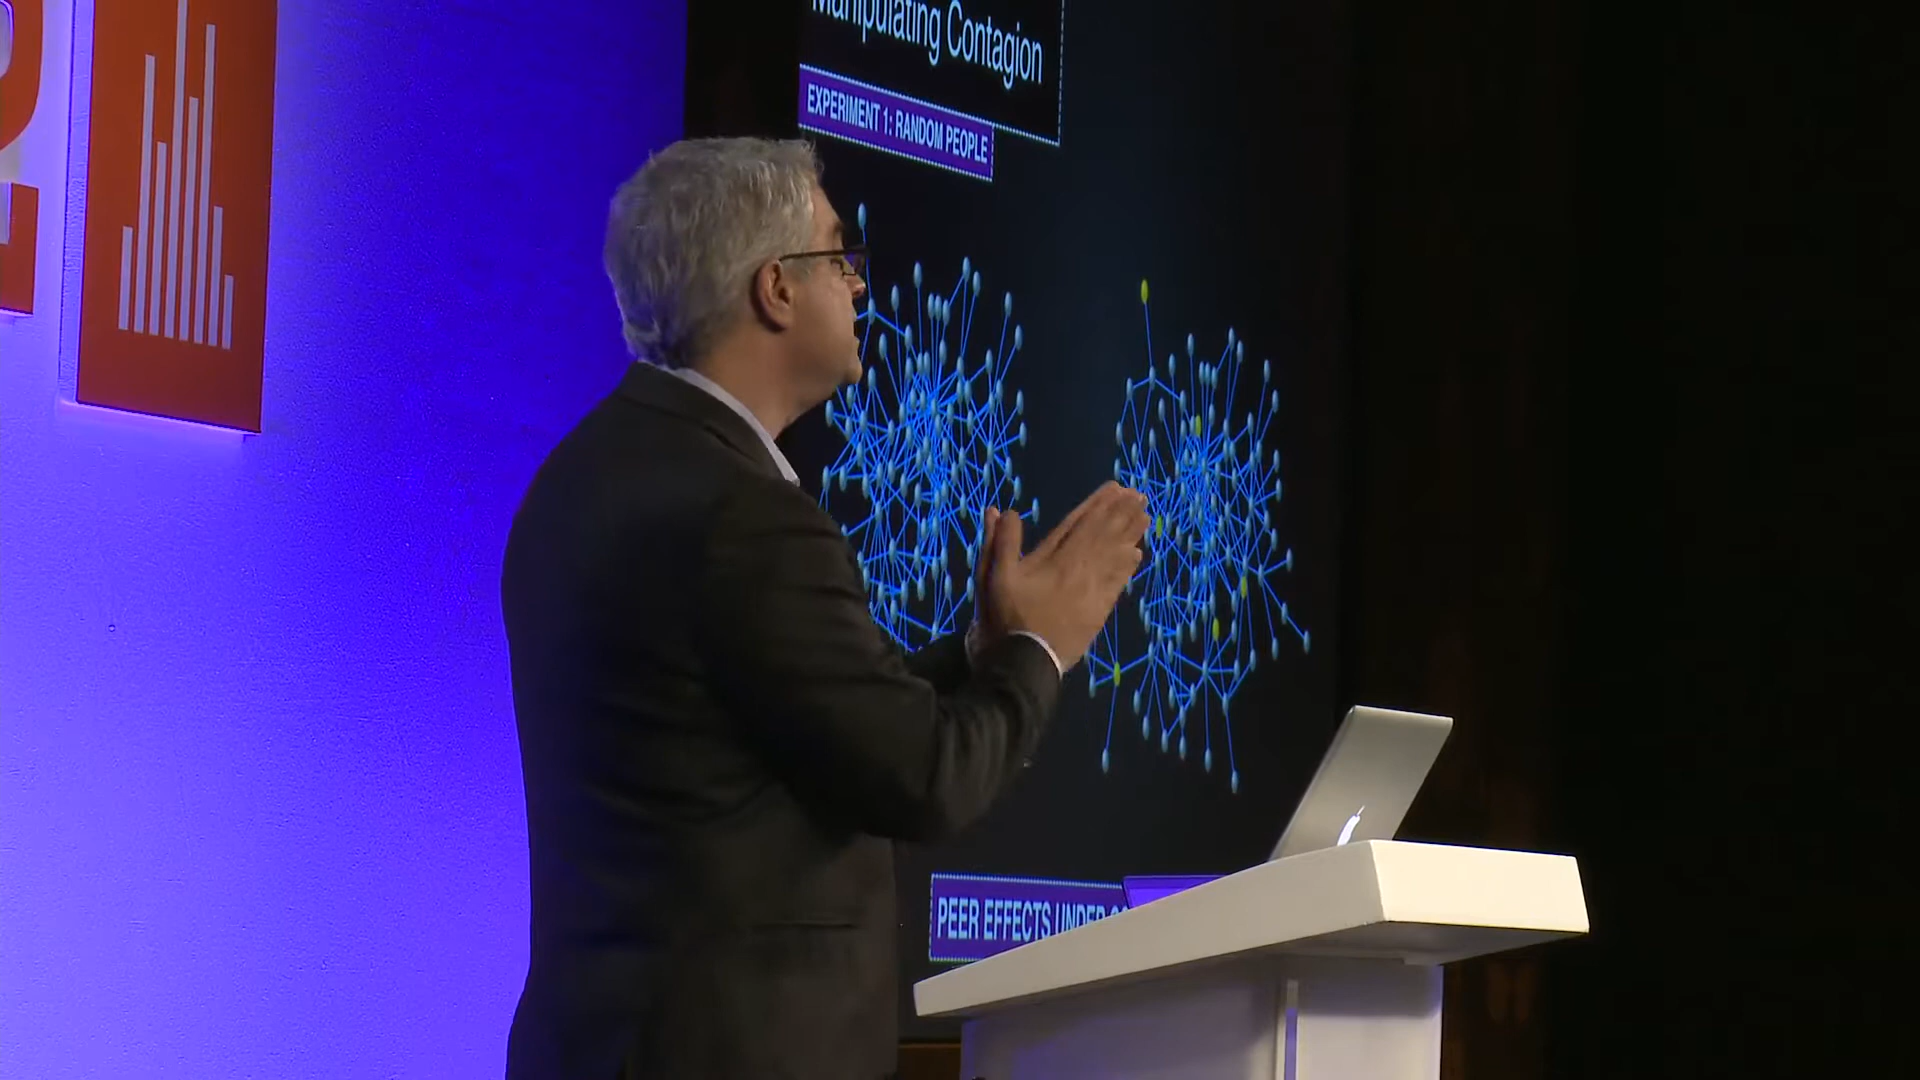 Manipulating Contagion
EXPERIMENT 1: RANDOM PEOPLE
PEER EFFECTS UNDER